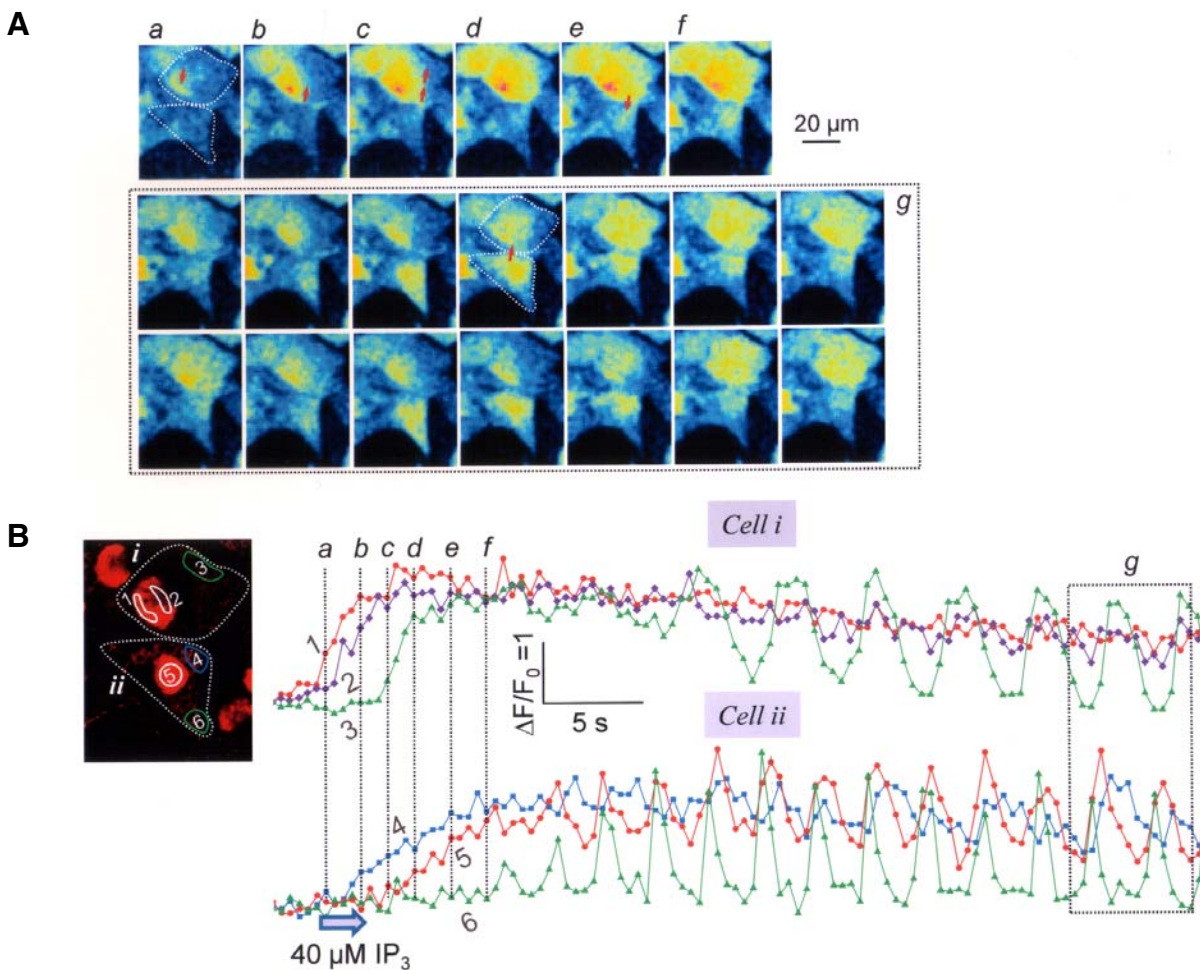 A
a b c d e f
20 µm
g
B
i
1 2 3
ii
4
5
6
a b c d e f
Cell i
g
1
2
3
ΔF/F₀ =1
5 s
Cell ii
4
5
6
40 µM IP₃